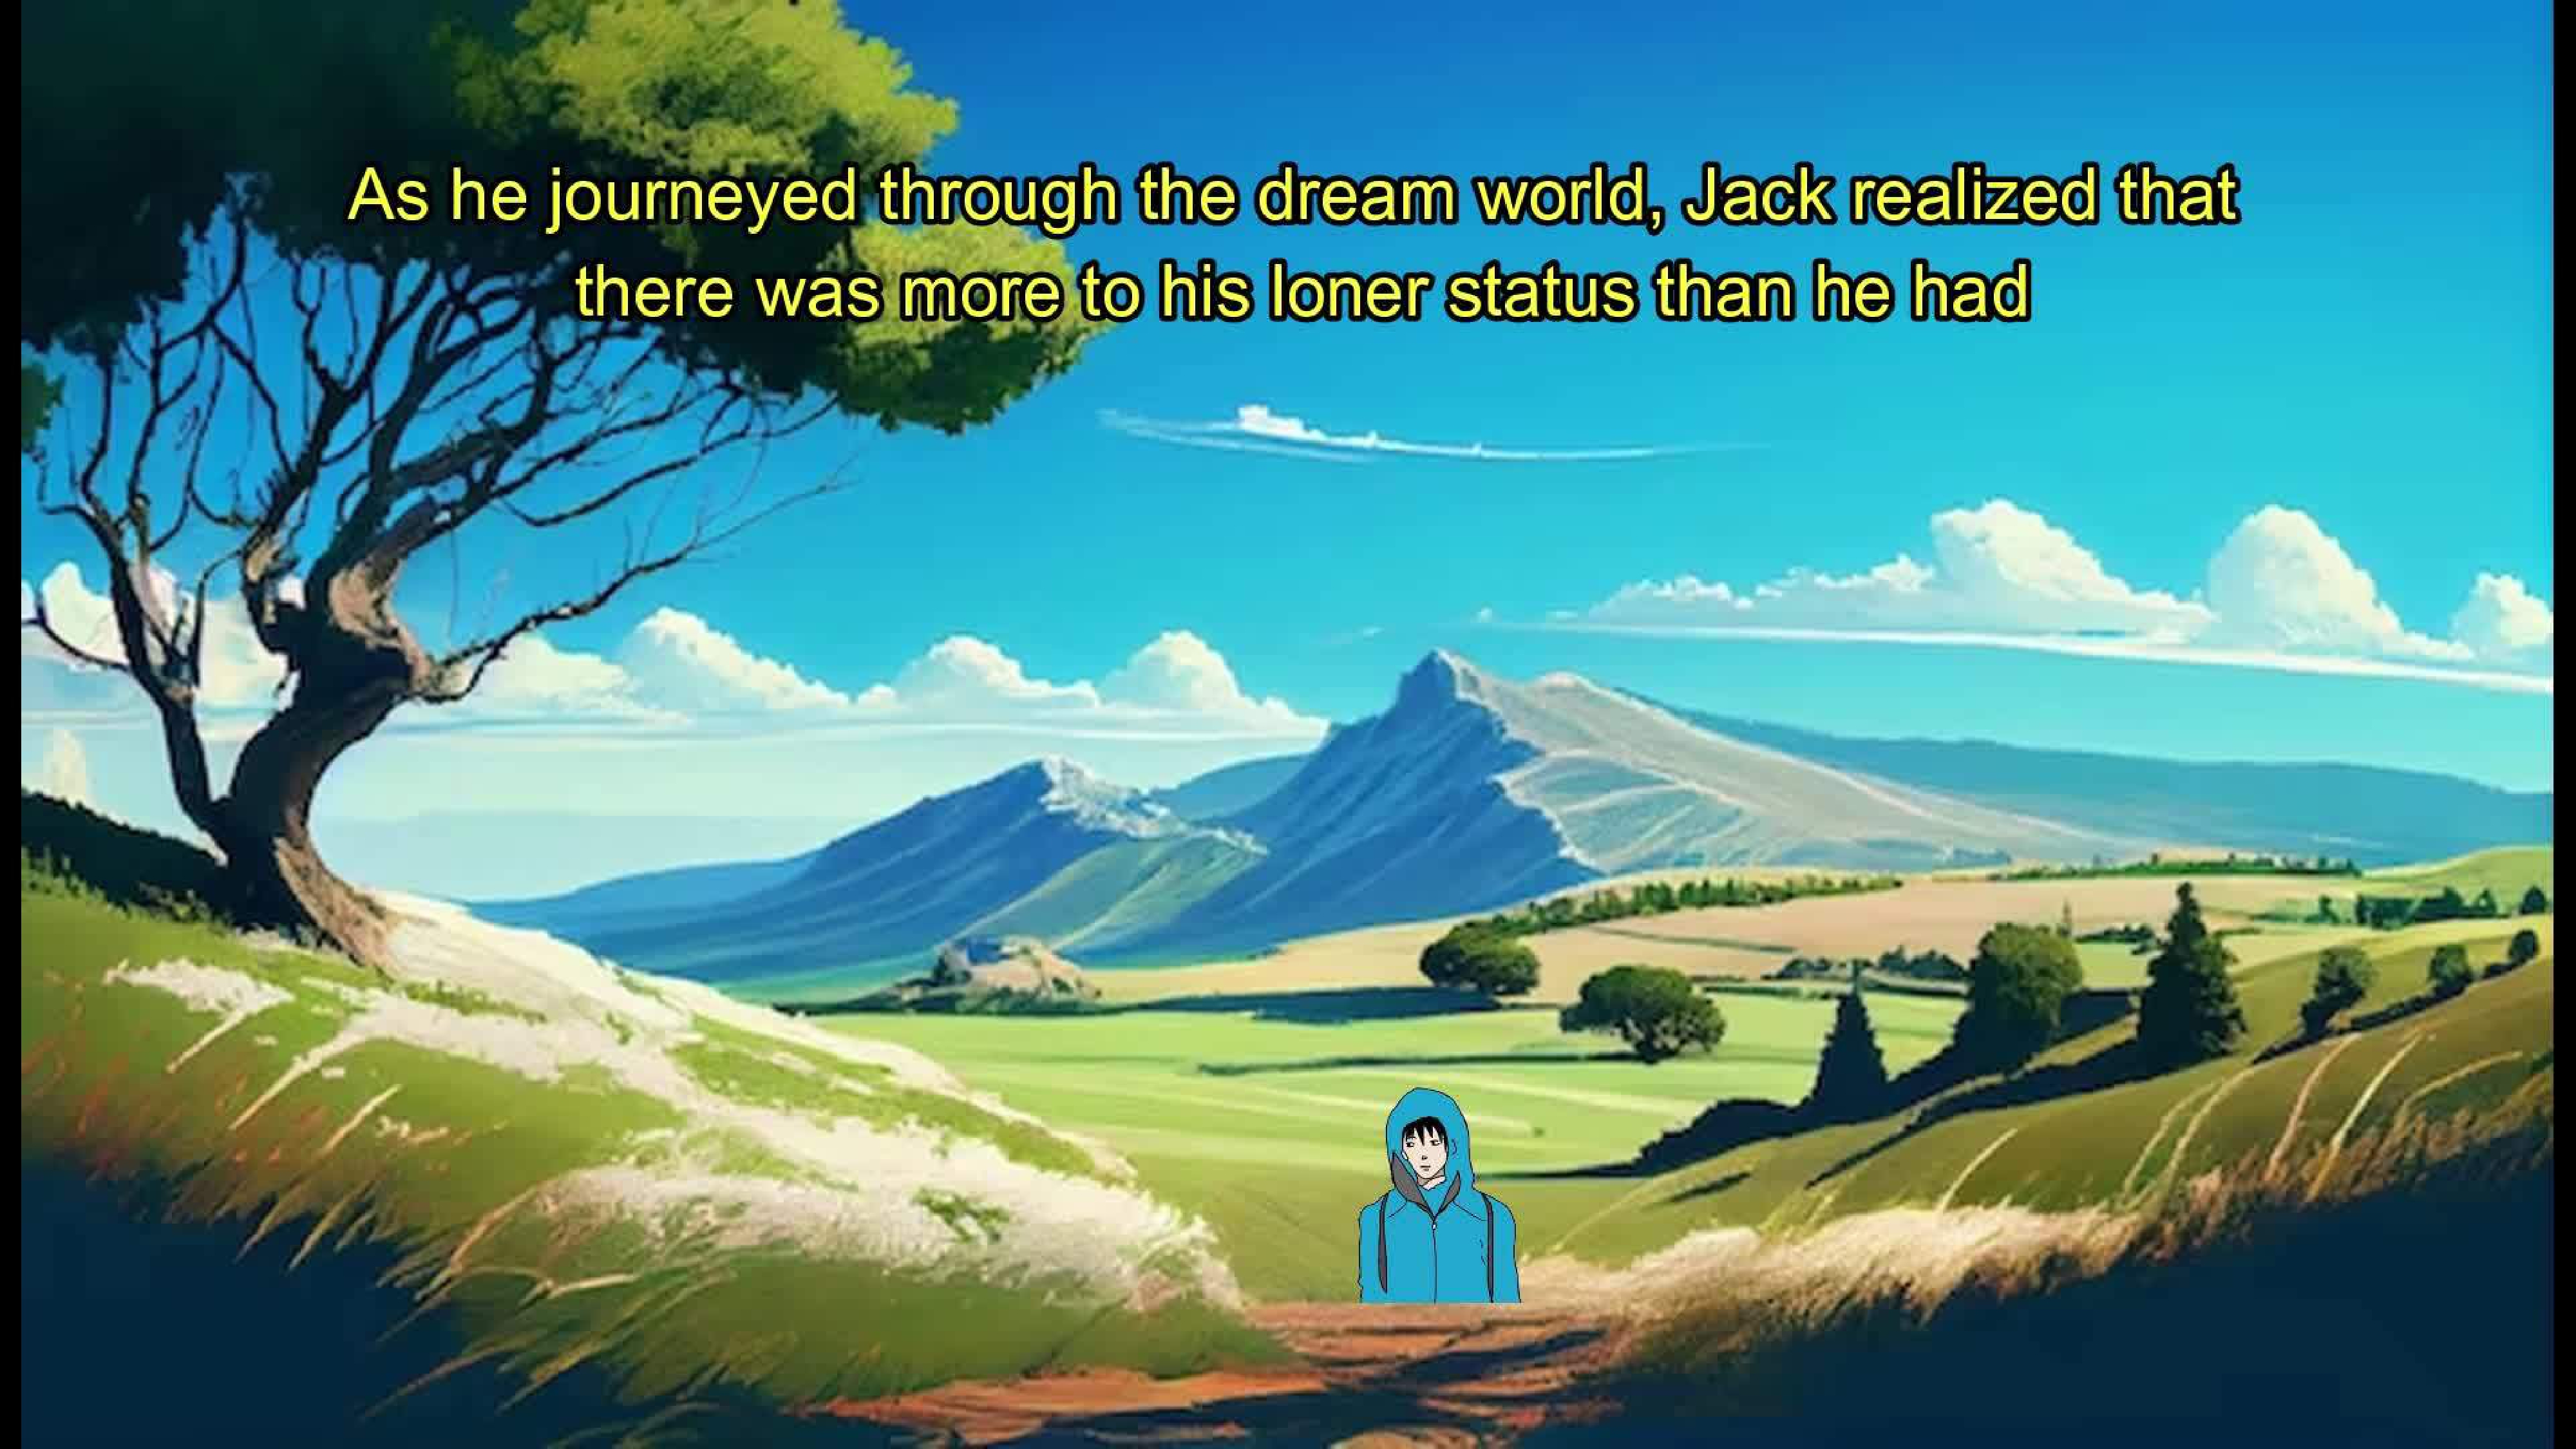 As he journeyed through the dream world, Jack realized that
there was more to his loner status than he had